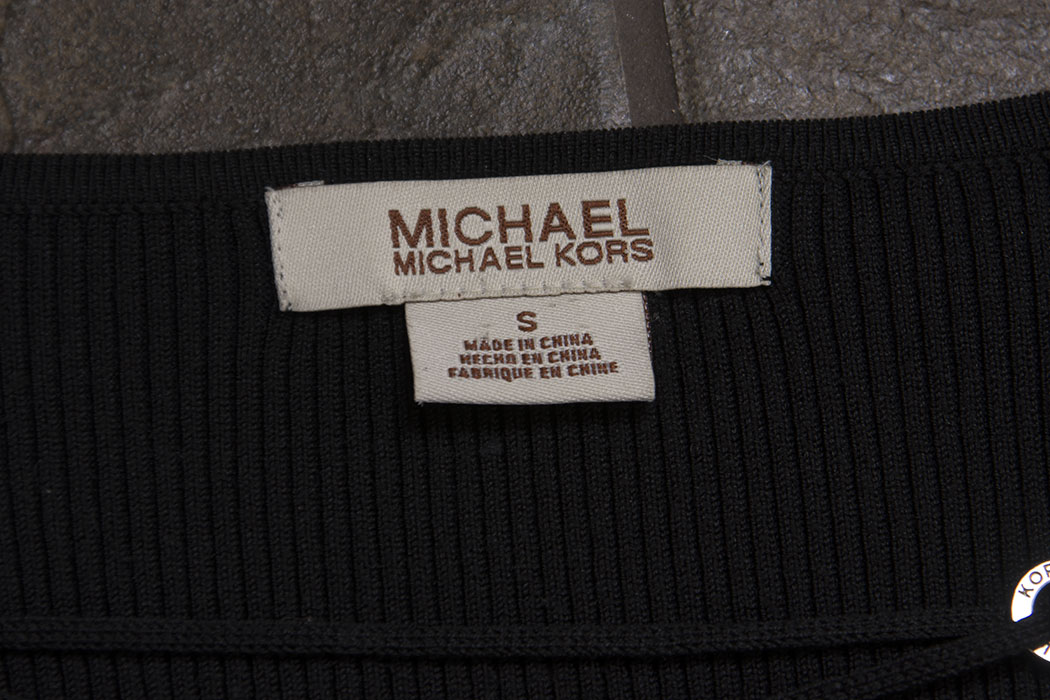 MICHAEL
MICHAEL KORS
S
MADE IN CHINA
HECHO EN CHINA
FABRIQUE EN CHINE